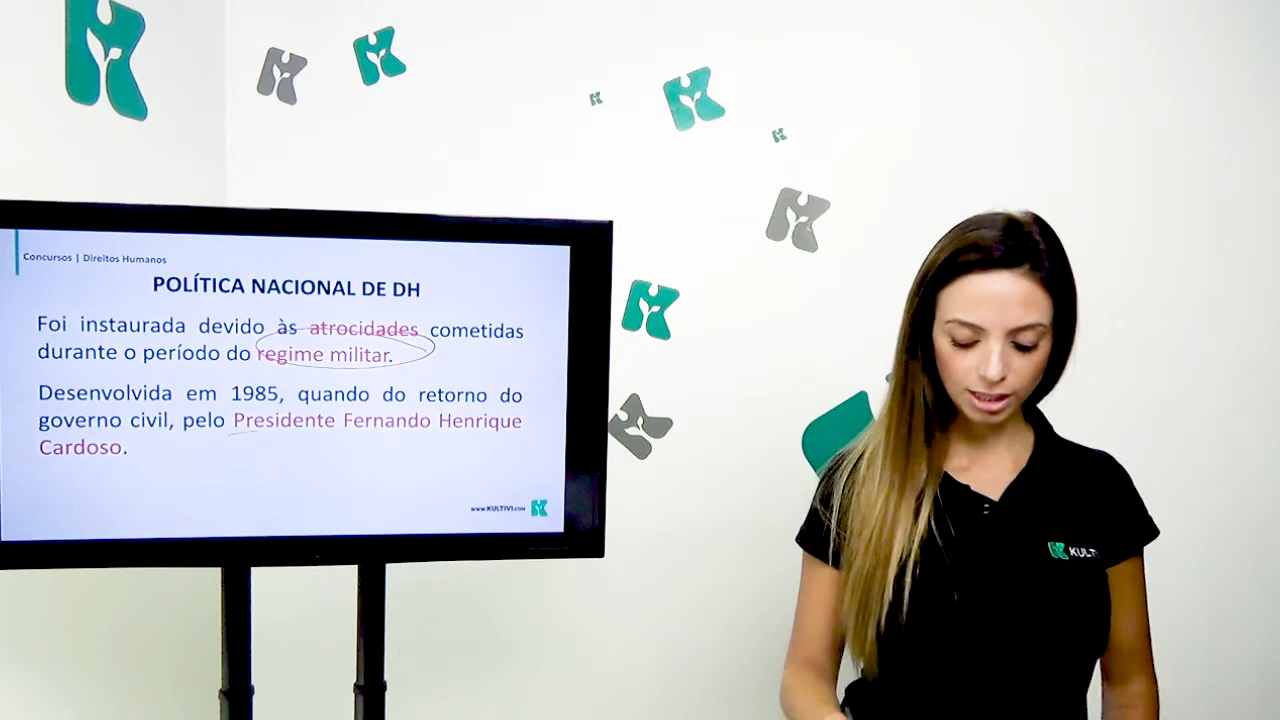 Concursos | Direitos Humanos
POLÍTICA NACIONAL DE DH
Foi instaurada devido às atrocidades cometidas
durante o período do regime militar.
Desenvolvida em 1985, quando do retorno do
governo civil, pelo Presidente Fernando Henrique
Cardoso.
www.KULTIVI.com
KULTI